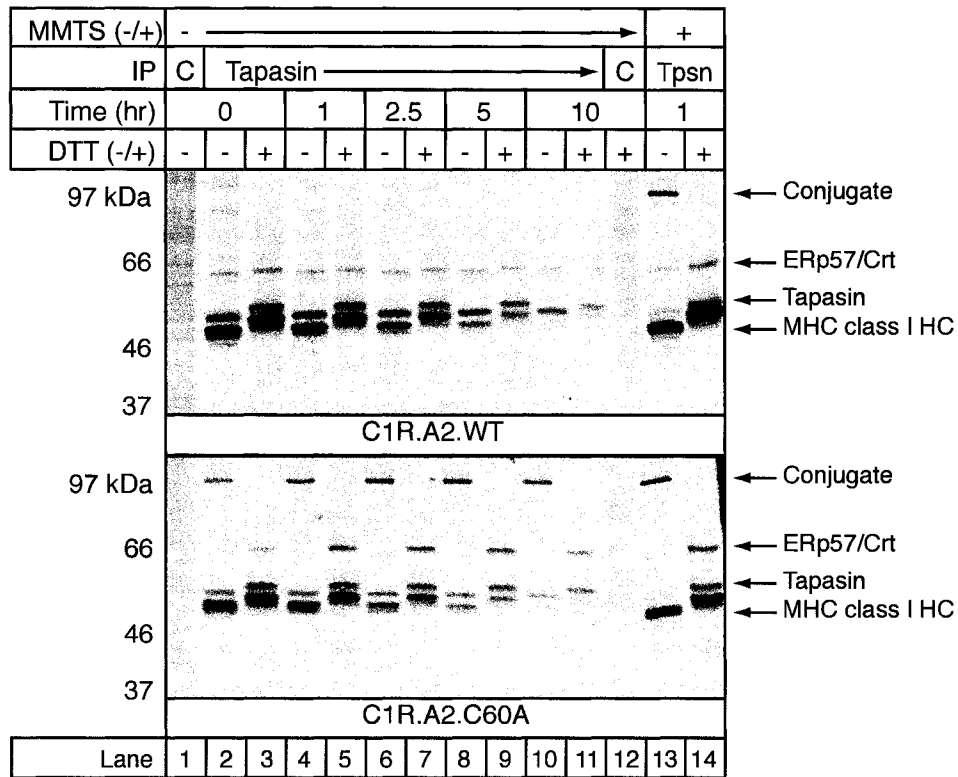 MMTS (-/+) - +
IP C Tapasin C Tpsn
Time (hr) 0 1 2.5 5 10 1
DTT (-/+) - - + - + - + - + - + + - +
97 kDa Conjugate
66 ERp57/Crt
Tapasin
MHC class I HC
46
37
C1R.A2.WT
97 kDa Conjugate
66 ERp57/Crt
Tapasin
MHC class I HC
46
37
C1R.A2.C60A
Lane 1 2 3 4 5 6 7 8 9 10 11 12 13 14